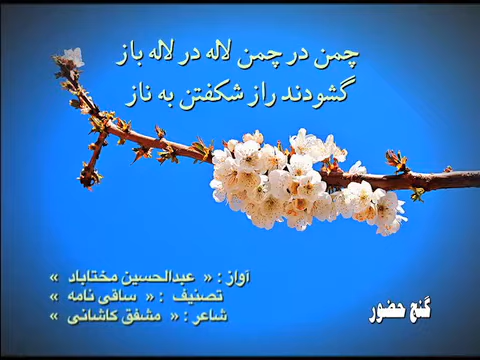 چمن در چمن لاله در لاله باز
گشودند راز شکفتن به ناز
آواز : « عبدالحسین مختاباد »
تصنیف : « ساقی نامه »
شاعر : « مشفق کاشانی »
گنج حضور